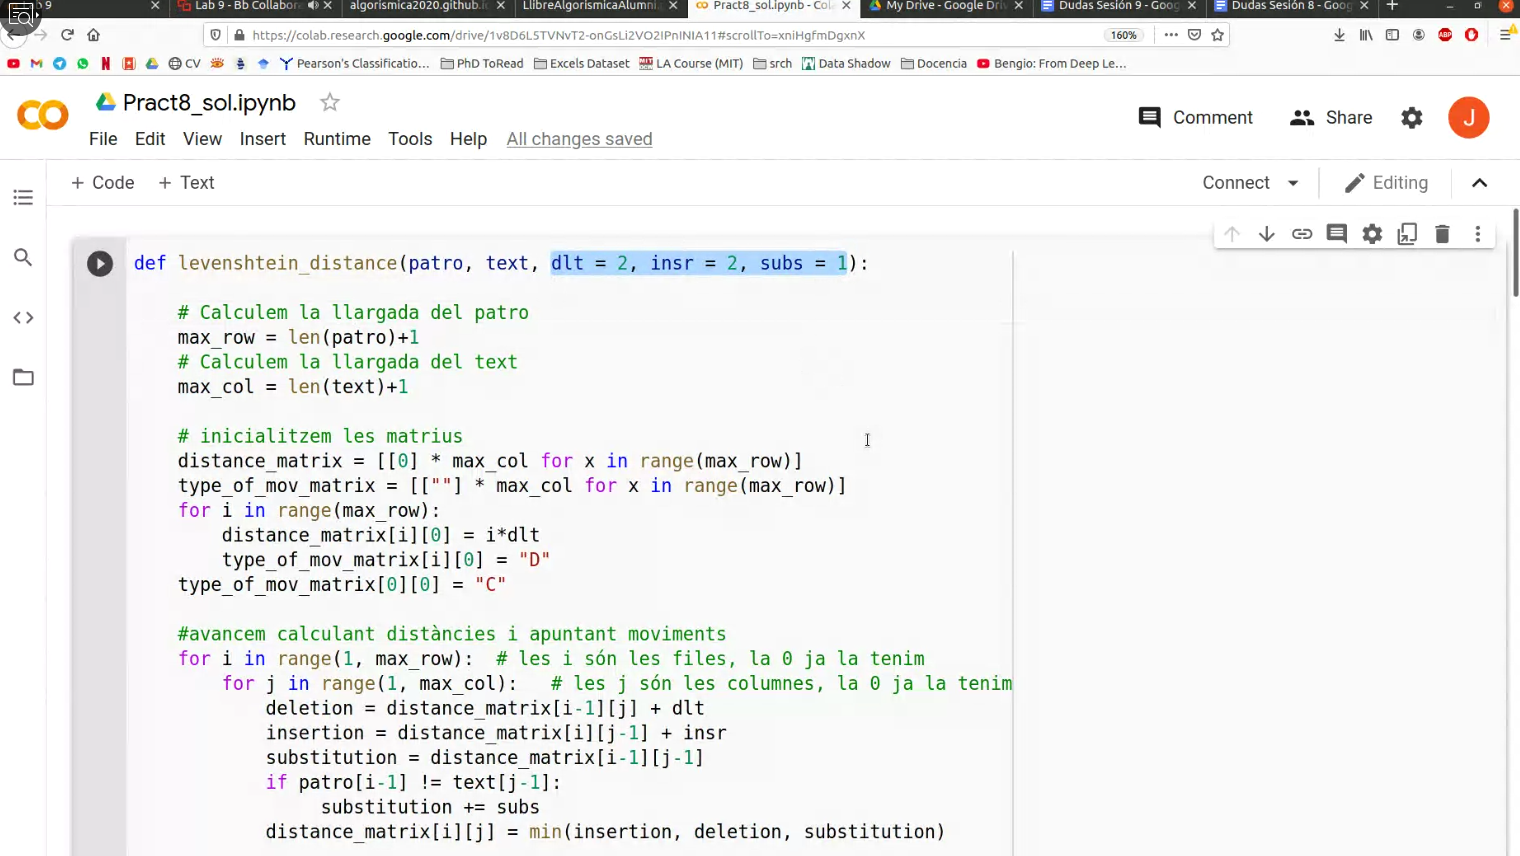 Lab 9 - Bb Collabora
algorismica2020.github.i
LlibreAlgorismicaAlumni
Pract8_sol.ipynb - Cola
My Drive - Google Driv
Dudas Sesión 9 - Goog
Dudas Sesión 8 - Goog
https://colab.research.google.com/drive/1v8D6L5TVNvT2-onGsLi2VO2IPnINIA11#scrollTo=xniHgfmDgxnX
160%
CV
Pearson's Classificatio...
PhD ToRead
Excels Dataset
LA Course (MIT)
srch
Data Shadow
Docencia
Bengio: From Deep Le...
Pract8_sol.ipynb
Comment
Share
J
File Edit View Insert Runtime Tools Help All changes saved
+ Code + Text
Connect
Editing
def levenshtein_distance(patro, text, dlt = 2, insr = 2, subs = 1):
# Calculem la llargada del patro
max_row = len(patro)+1
# Calculem la llargada del text
max_col = len(text)+1
# inicialitzem les matrius
distance_matrix = [[0] * max_col for x in range(max_row)]
type_of_mov_matrix = [[""] * max_col for x in range(max_row)]
for i in range(max_row):
distance_matrix[i][0] = i*dlt
type_of_mov_matrix[i][0] = "D"
type_of_mov_matrix[0][0] = "C"
#avancem calculant distàncies i apuntant moviments
for i in range(1, max_row):  # les i són les files, la 0 ja la tenim
for j in range(1, max_col):   # les j són les columnes, la 0 ja la tenim
deletion = distance_matrix[i-1][j] + dlt
insertion = distance_matrix[i][j-1] + insr
substitution = distance_matrix[i-1][j-1]
if patro[i-1] != text[j-1]:
substitution += subs
distance_matrix[i][j] = min(insertion, deletion, substitution)